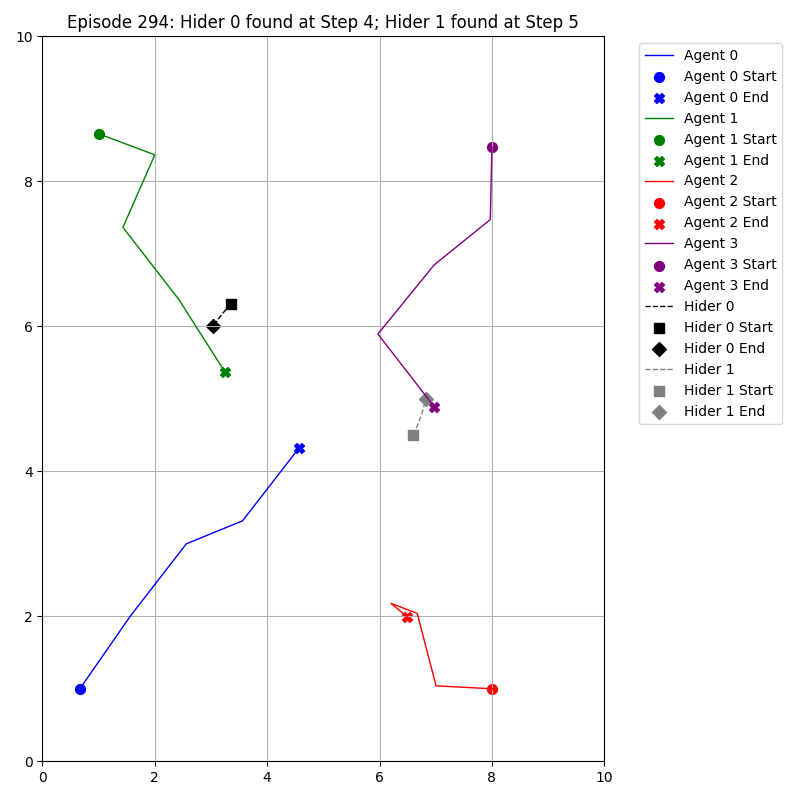 Episode 294: Hider 0 found at Step 4; Hider 1 found at Step 5
10
8
6
4
2
0
0 2 4 6 8 10
Agent 0
Agent 0 Start
Agent 0 End
Agent 1
Agent 1 Start
Agent 1 End
Agent 2
Agent 2 Start
Agent 2 End
Agent 3
Agent 3 Start
Agent 3 End
Hider 0
Hider 0 Start
Hider 0 End
Hider 1
Hider 1 Start
Hider 1 End